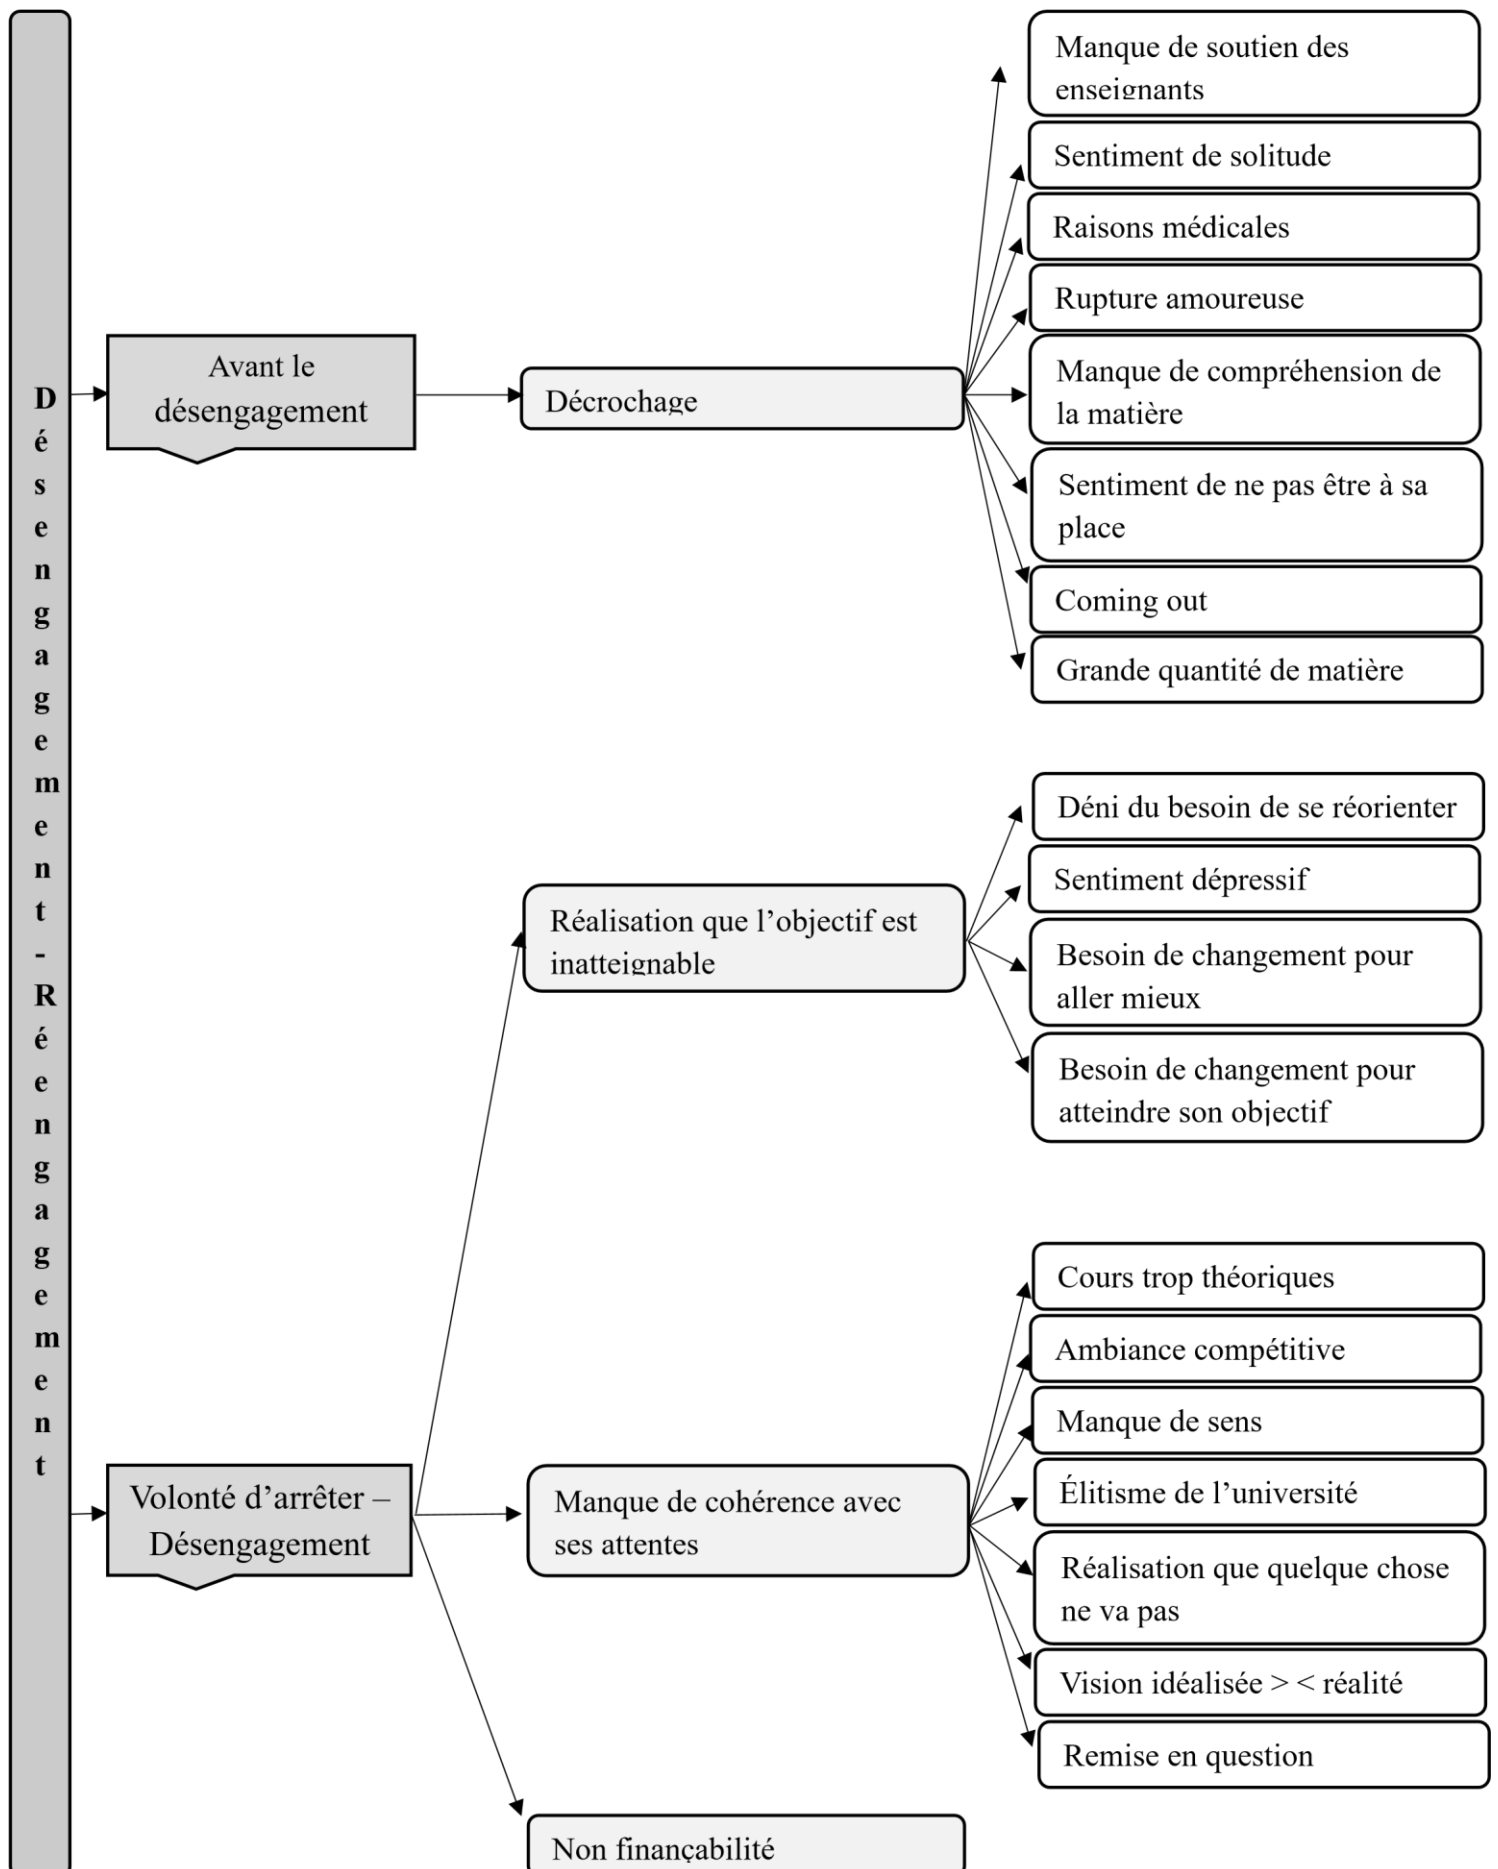 Désengagement-Réengagement
Avant le
désengagement
Décrochage
Manque de soutien des
enseignants
Sentiment de solitude
Raisons médicales
Rupture amoureuse
Manque de compréhension de
la matière
Sentiment de ne pas être à sa
place
Coming out
Grande quantité de matière
Volonté d’arrêter –
Désengagement
Réalisation que l’objectif est
inatteignable
Déni du besoin de se réorienter
Sentiment dépressif
Besoin de changement pour
aller mieux
Besoin de changement pour
atteindre son objectif
Manque de cohérence avec
ses attentes
Cours trop théoriques
Ambiance compétitive
Manque de sens
Élitisme de l’université
Réalisation que quelque chose
ne va pas
Vision idéalisée > < réalité
Remise en question
Non finançabilité